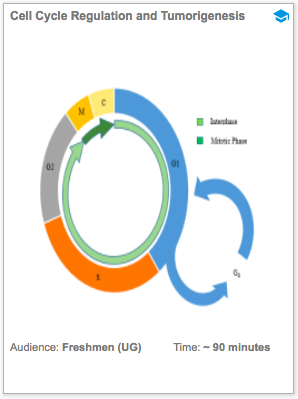 Cell Cycle Regulation and Tumorigenesis
M
C
Interphase
Mitotic Phase
G2
G1
S
G0
Audience: Freshmen (UG)
Time: ~ 90 minutes